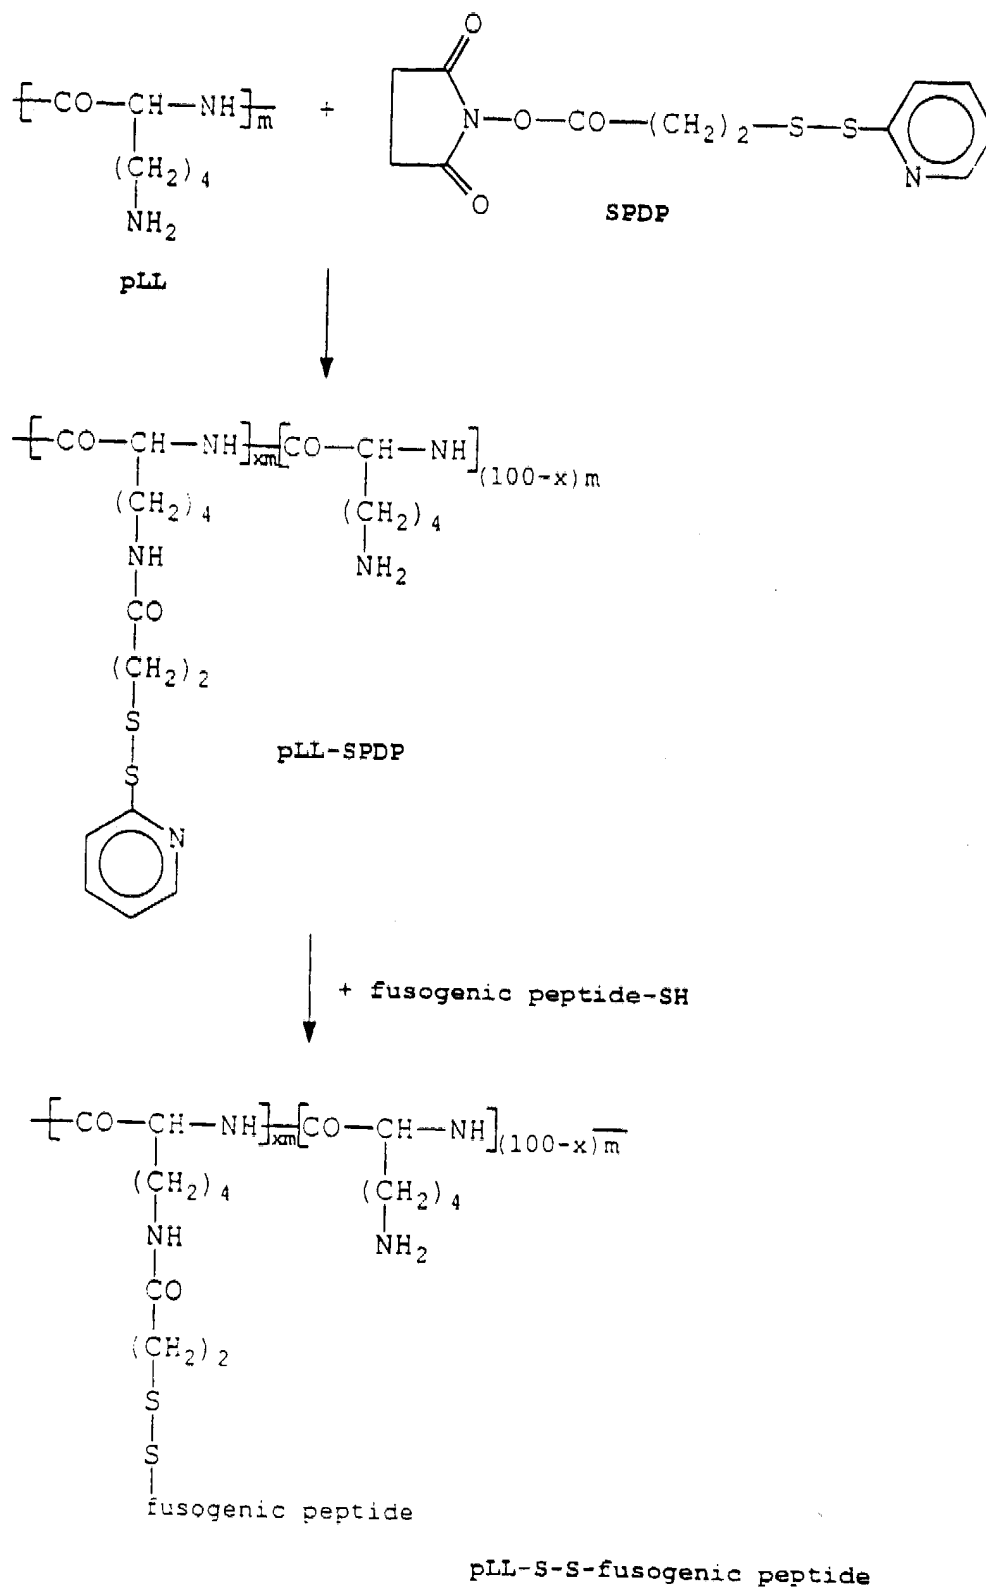 O
[CO—CH—NH]m + N—O—CO—(CH2)2—S—S
(CH2)4
N
NH2
O
SPDP
pLL
[CO—CH—NH]xm[CO—CH—NH](100-x)m
(CH2)4
(CH2)4
NH
NH2
CO
(CH2)2
S
pLL-SPDP
S
N
+ fusogenic peptide-SH
[CO—CH—NH]xm[CO—CH—NH](100-x)m
(CH2)4
(CH2)4
NH
NH2
CO
(CH2)2
S
S
fusogenic peptide
pLL-S-S-fusogenic peptide